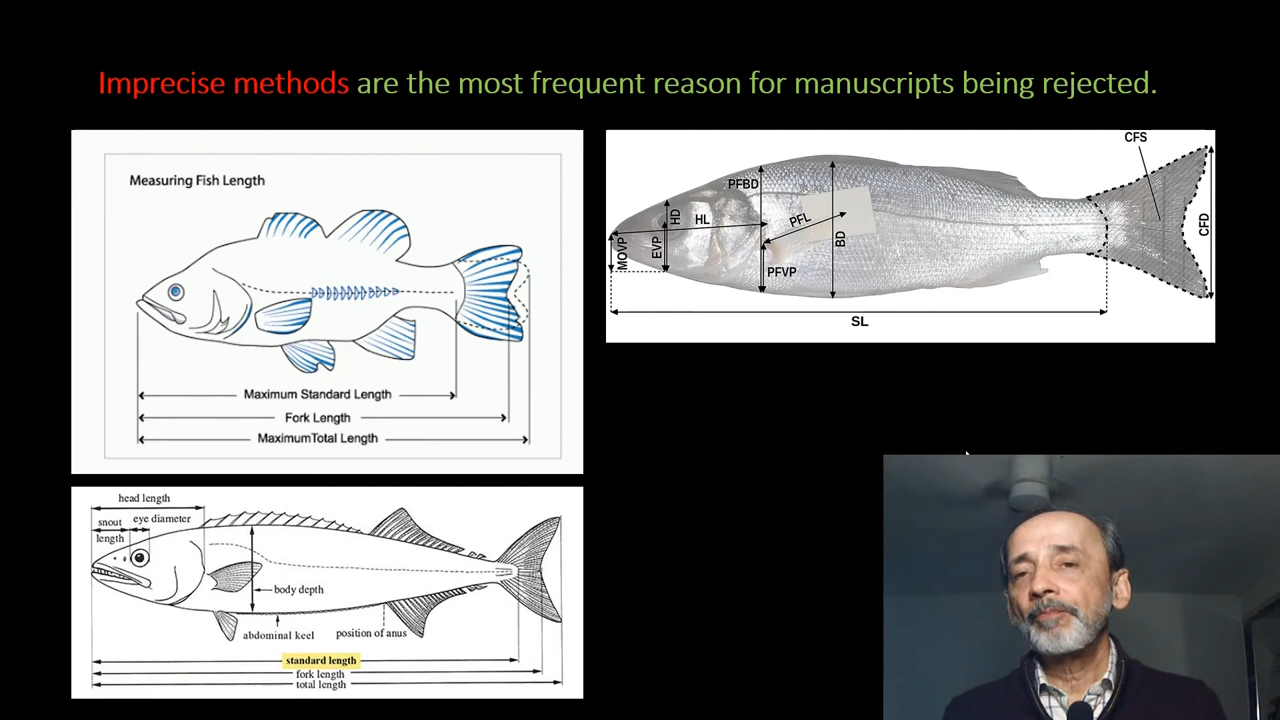 Imprecise methods are the most frequent reason for manuscripts being rejected.
Measuring Fish Length
Maximum Standard Length
Fork Length
MaximumTotal Length
CFS
PFBD
HD
HL
PFL
MOVP
EVP
BD
PFVP
CFD
SL
head length
snout
length
eye diameter
body depth
abdominal keel
position of anus
standard length
fork length
total length